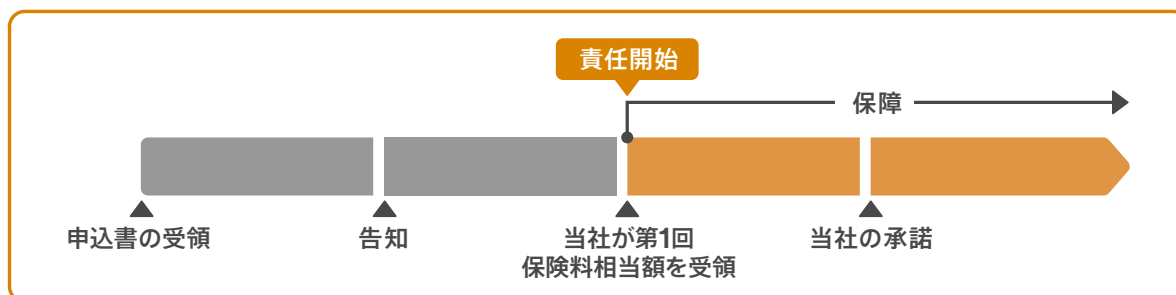 責任開始
保障
申込書の受領
告知
当社が第1回
保険料相当額を受領
当社の承諾